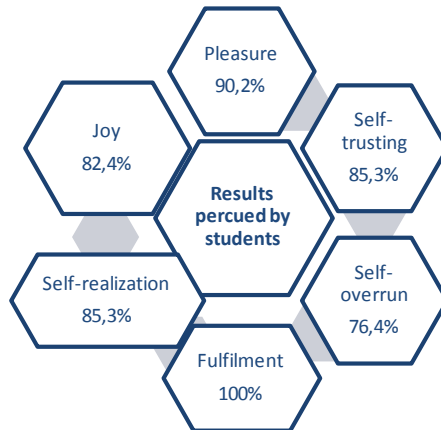 Pleasure
90,2%
Self-
trusting
85,3%
Joy
82,4%
Results
percued by
students
Self-realization
85,3%
Self-
overrun
76,4%
Fulfilment
100%